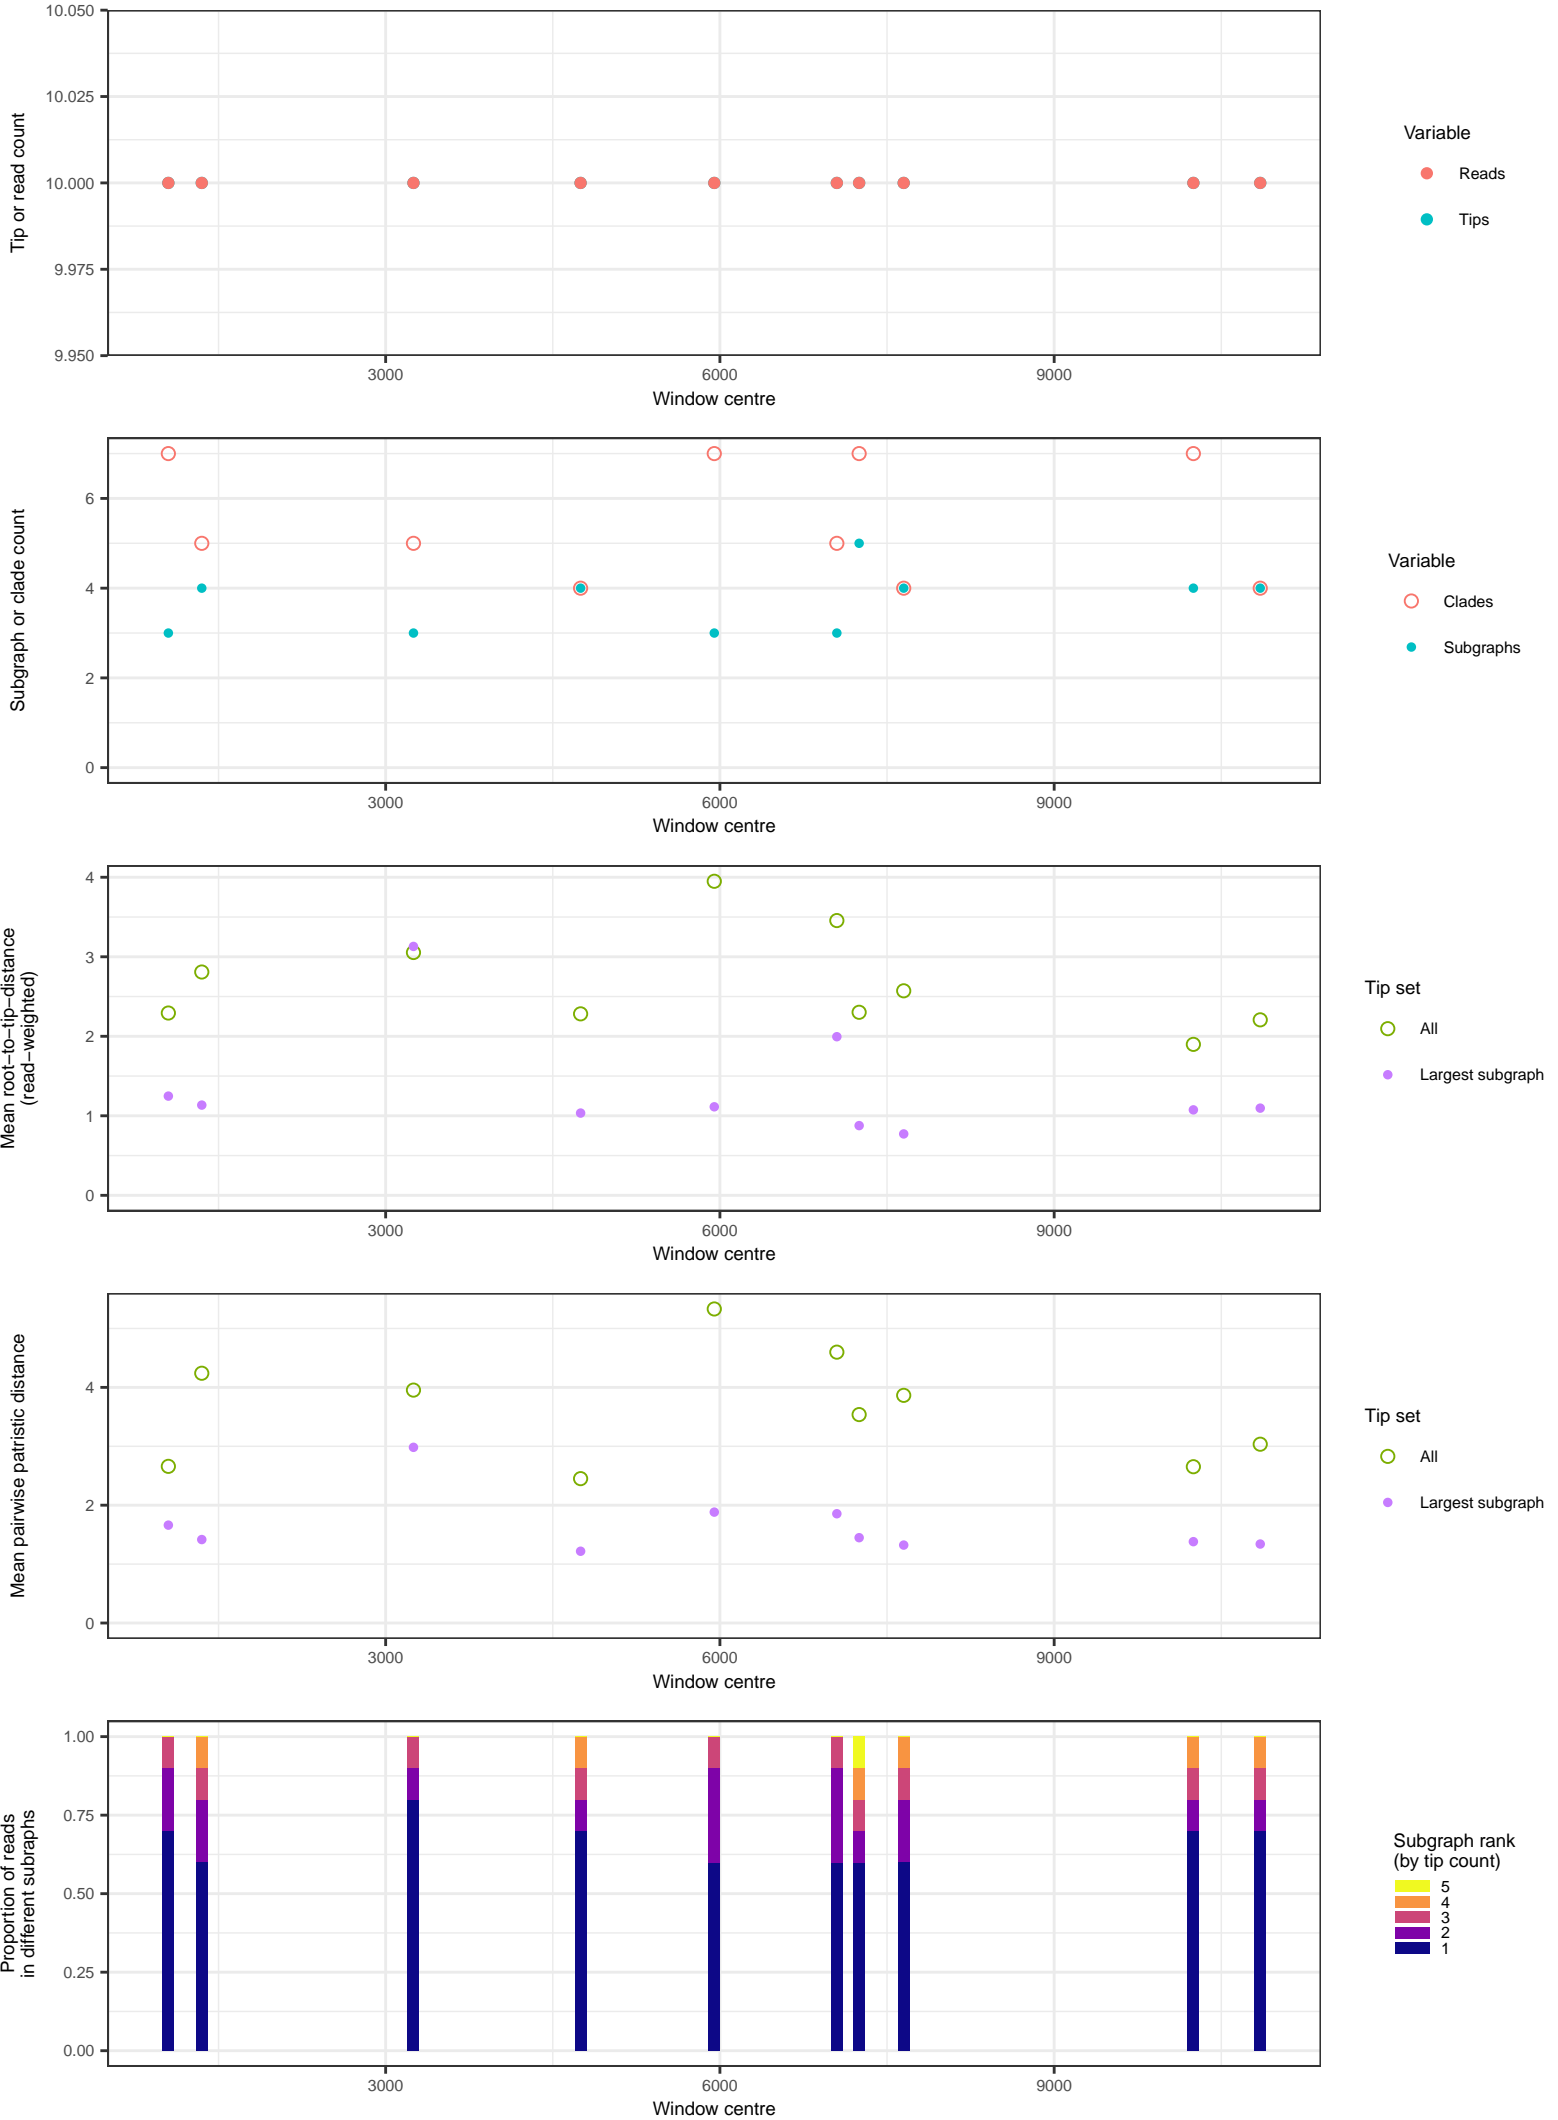 10.050
10.025
10.000
9.975
9.950
Tip or read count
3000
6000
9000
Window centre
Variable
Reads
Tips
6
4
2
0
Subgraph or clade count
3000
6000
9000
Window centre
Variable
Clades
Subgraphs
4
3
2
1
0
Mean root−to−tip−distance
(read−weighted)
3000
6000
9000
Window centre
Tip set
All
Largest subgraph
4
2
0
Mean pairwise patristic distance
3000
6000
9000
Window centre
Tip set
All
Largest subgraph
1.00
0.75
0.50
0.25
0.00
Proportion of reads
in different subraphs
3000
6000
9000
Window centre
Subgraph rank
(by tip count)
5
4
3
2
1